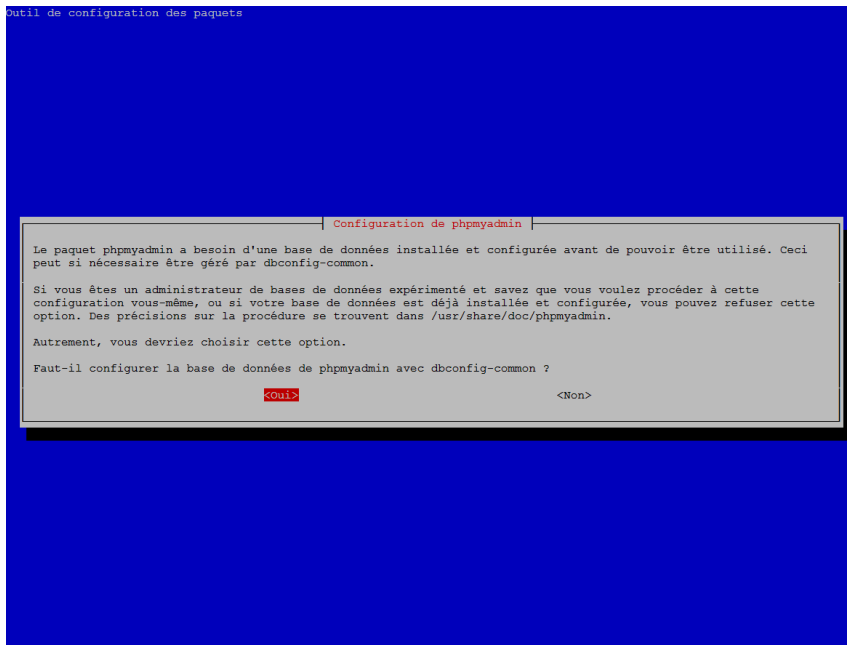 Outil de configuration des paquets
Configuration de phpmyadmin
Le paquet phpmyadmin a besoin d'une base de données installée et configurée avant de pouvoir être utilisé. Ceci
peut si nécessaire être géré par dbconfig-common.
Si vous êtes un administrateur de bases de données expérimenté et savez que vous voulez procéder à cette
configuration vous-même, ou si votre base de données est déjà installée et configurée, vous pouvez refuser cette
option. Des précisions sur la procédure se trouvent dans /usr/share/doc/phpmyadmin.
Autrement, vous devriez choisir cette option.
Faut-il configurer la base de données de phpmyadmin avec dbconfig-common ?
<Oui> <Non>